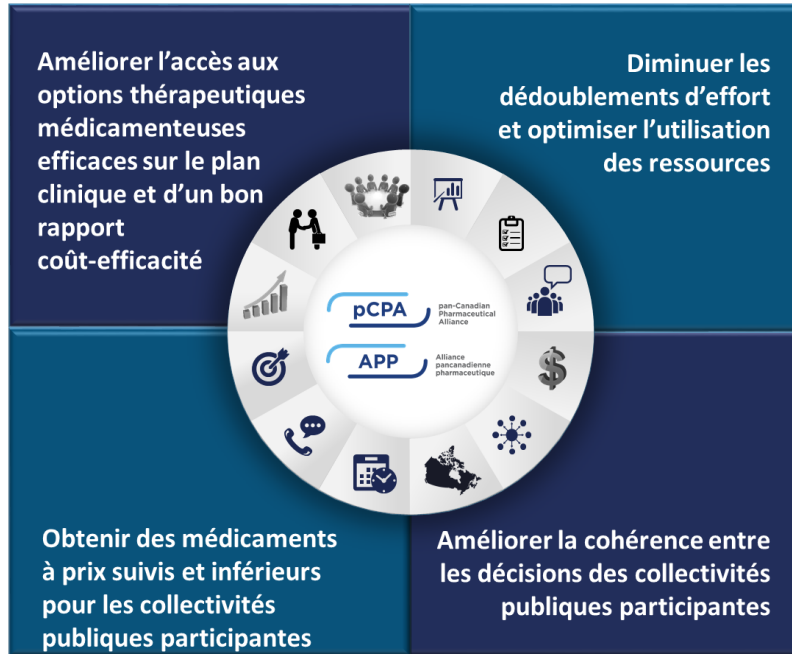 Améliorer l'accès aux
options thérapeutiques
médicamenteuses
efficaces sur le plan
clinique et d'un bon
rapport
coût-efficacité
Diminuer les
dédoublements d'effort
et optimiser l'utilisation
des ressources
pCPA
pan-Canadian
Pharmaceutical
Alliance
APP
Alliance
pancanadienne
pharmaceutique
$
Obtenir des médicaments
à prix suivis et inférieurs
pour les collectivités
publiques participantes
Améliorer la cohérence entre
les décisions des collectivités
publiques participantes